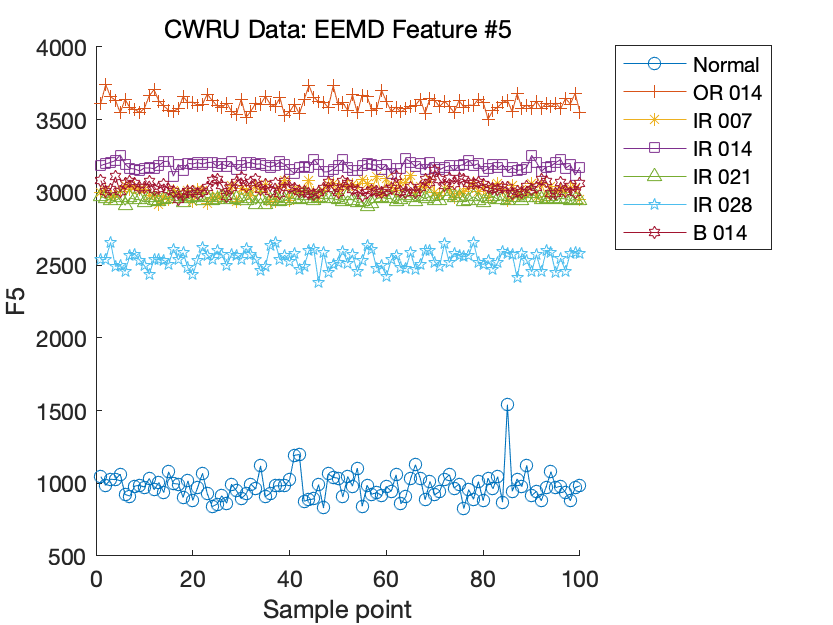 CWRU Data: EEMD Feature #5
4000
3500
3000
2500
2000
1500
1000
500
F5
0 20 40 60 80 100
Sample point
Normal
OR 014
IR 007
IR 014
IR 021
IR 028
B 014